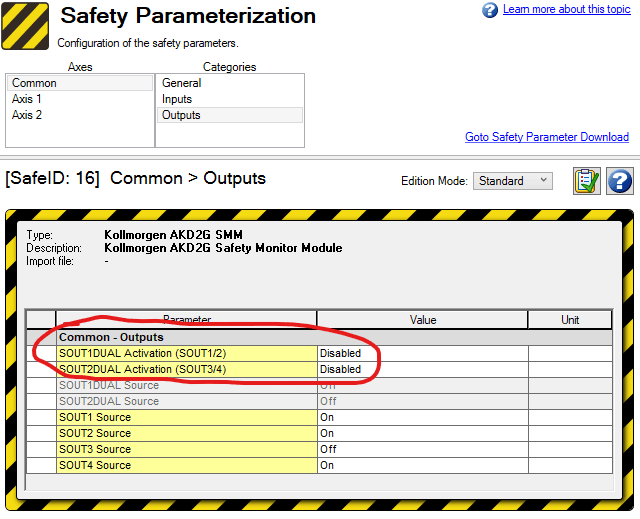 Safety Parameterization
Learn more about this topic
Configuration of the safety parameters.
Axes
Categories
Common
Axis 1
Axis 2
General
Inputs
Outputs
Goto Safety Parameter Download
[SafeID: 16] Common > Outputs
Edition Mode: Standard
Type: Kollmorgen AKD2G SMM
Description: Kollmorgen AKD2G Safety Monitor Module
Import file: -
Parameter Value Unit
Common - Outputs
SOUT1DUAL Activation (SOUT1/2) Disabled
SOUT2DUAL Activation (SOUT3/4) Disabled
SOUT1DUAL Source Off
SOUT2DUAL Source Off
SOUT1 Source On
SOUT2 Source On
SOUT3 Source Off
SOUT4 Source On